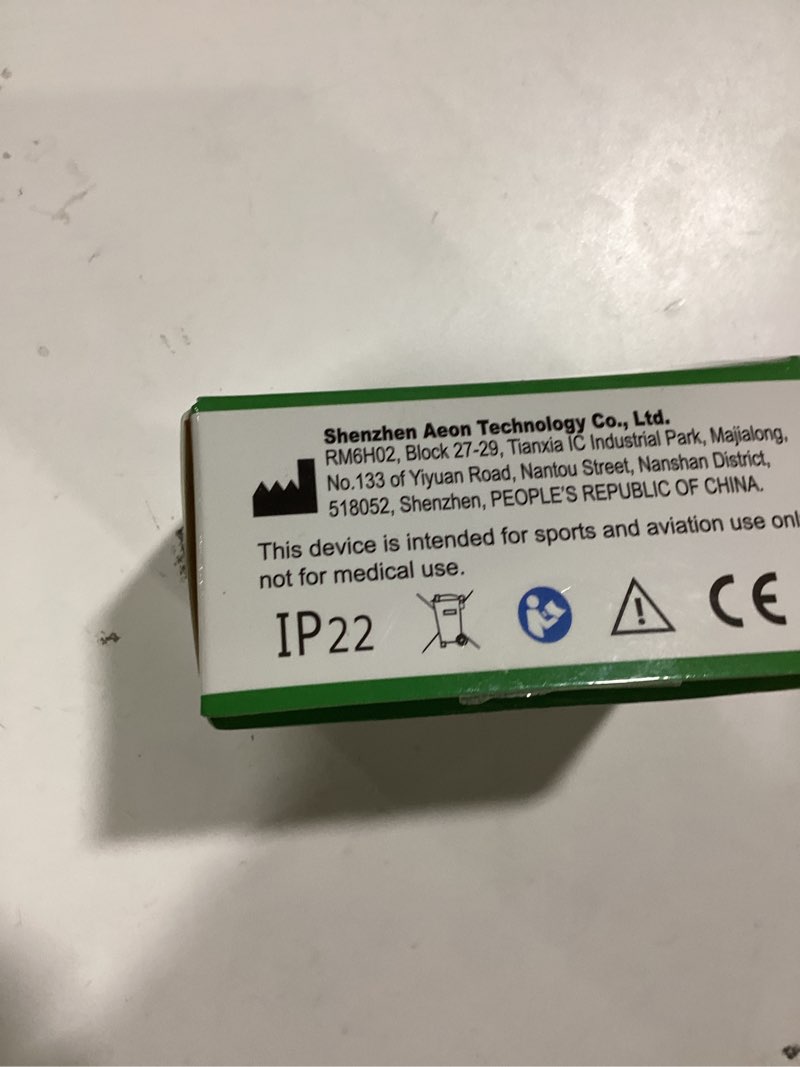 Shenzhen Aeon Technology Co., Ltd.
RM6H02, Block 27-29, Tianxia IC Industrial Park, Majialong,
No.133 of Yiyuan Road, Nantou Street, Nanshan District,
518052, Shenzhen, PEOPLE'S REPUBLIC OF CHINA.
This device is intended for sports and aviation use onl
not for medical use.
IP22 CE